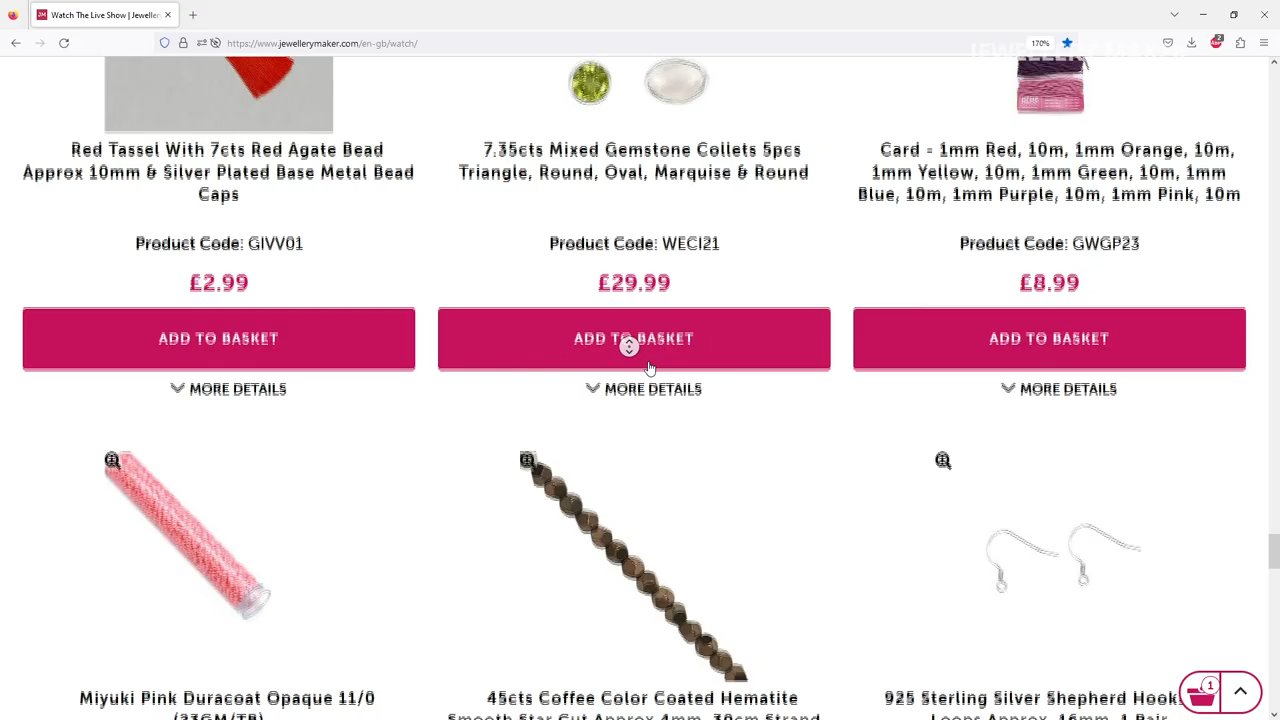 Watch The Live Show | Jeweller
https://www.jewellerymaker.com/en-gb/watch/
170%
2
JEWELLERY MAKER
Red Tassel With 7cts Red Agate Bead
Approx 10mm & Silver Plated Base Metal Bead
Caps
Product Code: GIVV01
£2.99
ADD TO BASKET
MORE DETAILS
7.35cts Mixed Gemstone Collets 5pcs
Triangle, Round, Oval, Marquise & Round
Product Code: WECI21
£29.99
ADD TO BASKET
MORE DETAILS
Card - 1mm Red, 10m, 1mm Orange, 10m,
1mm Yellow, 10m, 1mm Green, 10m, 1mm
Blue, 10m, 1mm Purple, 10m, 1mm Pink, 10m
Product Code: GWGP23
£8.99
ADD TO BASKET
MORE DETAILS
Miyuki Pink Duracoat Opaque 11/0
(23GM/TB)
45cts Coffee Color Coated Hematite
Smooth Star Cut Approx 4mm, 30cm Strand
925 Sterling Silver Shepherd Hook
Loops Approx. 16mm, 1 Pair
1